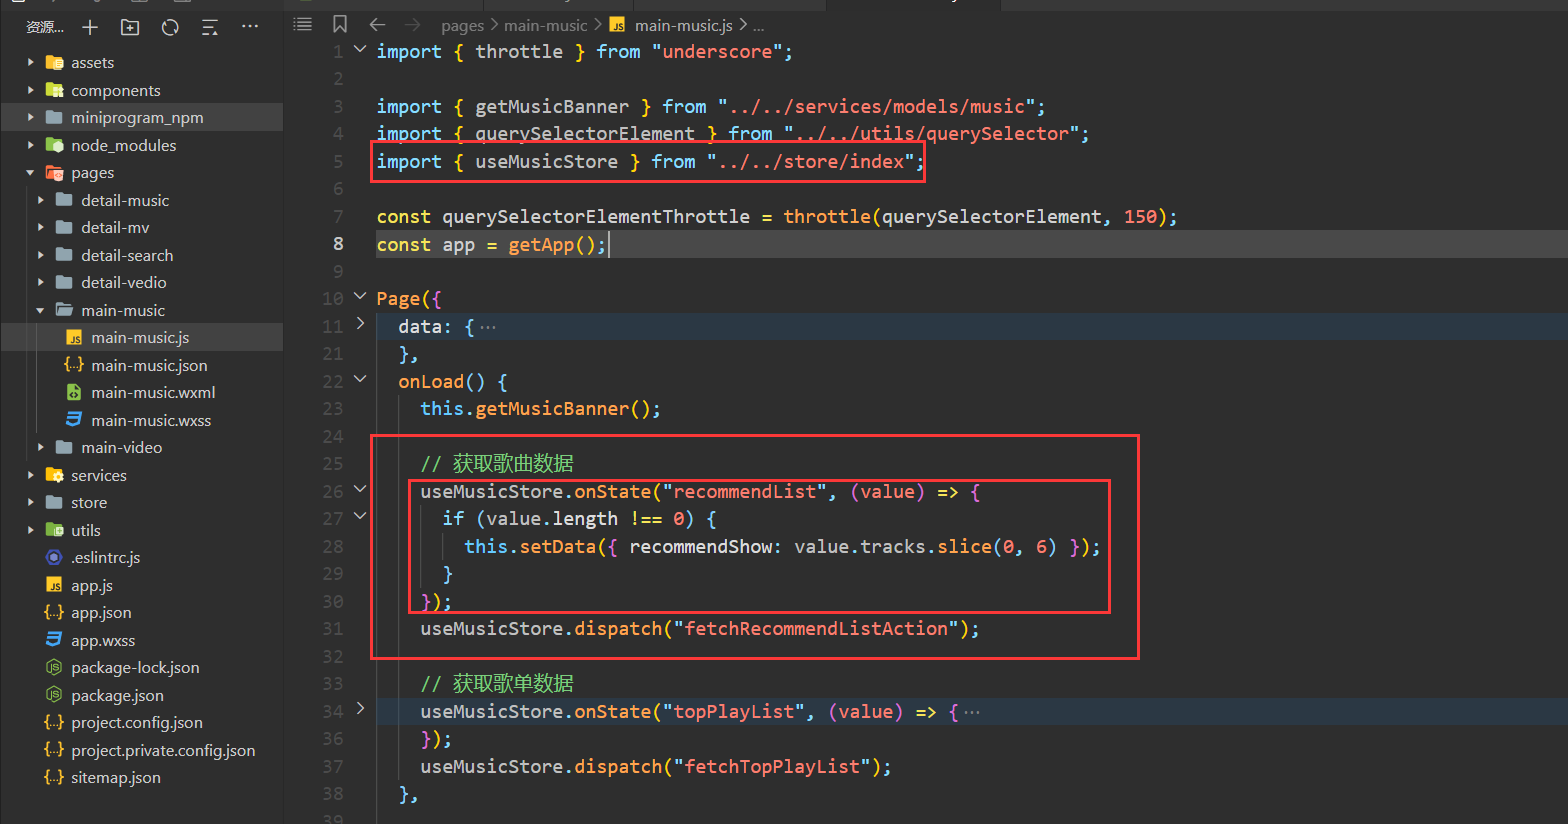 资源...
pages > main-music > main-music.js > ...
assets
components
miniprogram_npm
node_modules
pages
detail-music
detail-mv
detail-search
detail-vedio
main-music
main-music.js
main-music.json
main-music.wxml
main-music.wxss
main-video
services
store
utils
.eslintrc.js
app.js
app.json
app.wxss
package-lock.json
package.json
project.config.json
project.private.config.json
sitemap.json
1 import { throttle } from "underscore";
2
3 import { getMusicBanner } from "../../services/models/music";
4 import { querySelectorElement } from "../../utils/querySelector";
5 import { useMusicStore } from "../../store/index";
6
7 const querySelectorElementThrottle = throttle(querySelectorElement, 150);
8 const app = getApp();
9
10 Page({
11 data: { ...
21 },
22 onLoad() {
23 this.getMusicBanner();
24
25 // 获取歌曲数据
26 useMusicStore.onState("recommendList", (value) => {
27 if (value.length !== 0) {
28 this.setData({ recommendShow: value.tracks.slice(0, 6) });
29 }
30 });
31 useMusicStore.dispatch("fetchRecommendListAction");
32
33 // 获取歌单数据
34 useMusicStore.onState("topPlayList", (value) => { ...
36 });
37 useMusicStore.dispatch("fetchTopPlayList");
38 },
39